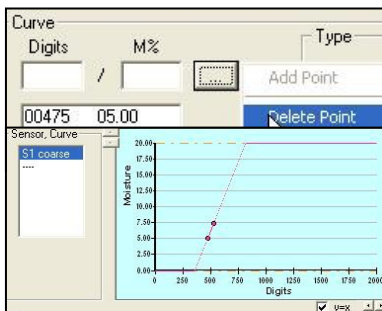 Curve
Digits M% Type
/ ... Add Point
00475 05.00 Delete Point
Sensor, Curve
S1 coarse
----
Moisture
20.00
17.50
15.00
12.50
10.00
7.50
5.00
2.50
0.00
0 250 500 750 1000 1250 1500 1750 2000
Digits
y=x